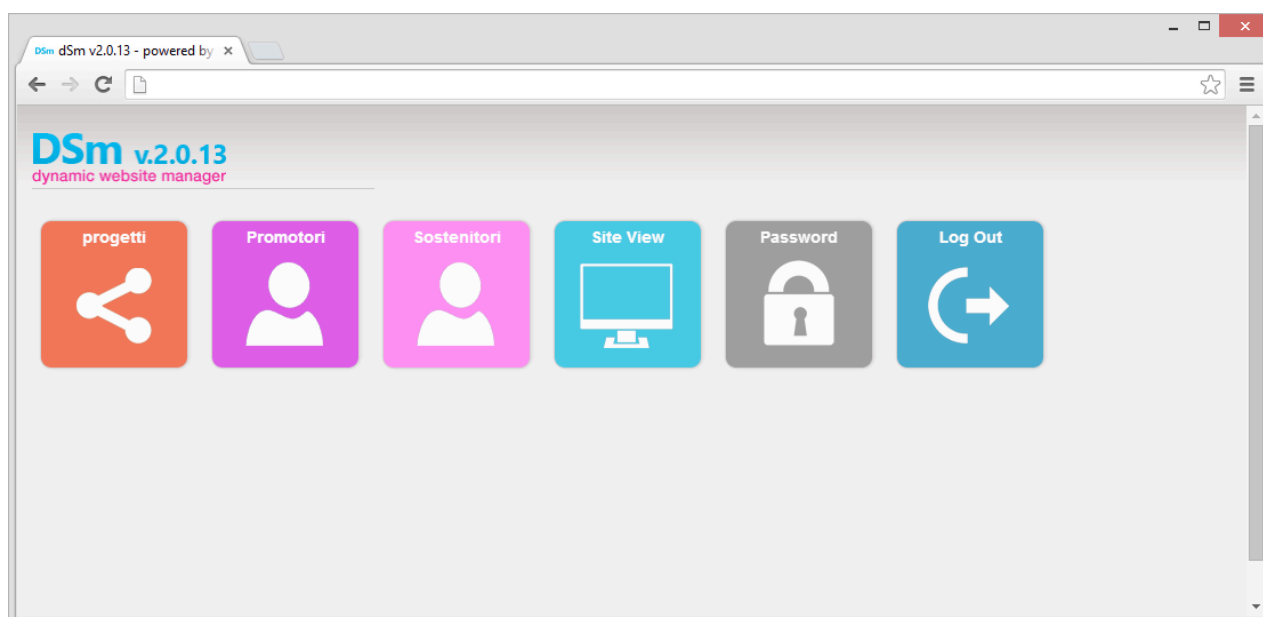 DSm dSm v2.0.13 - powered by
DSm v.2.0.13
dynamic website manager
progetti
Promotori
Sostenitori
Site View
Password
Log Out